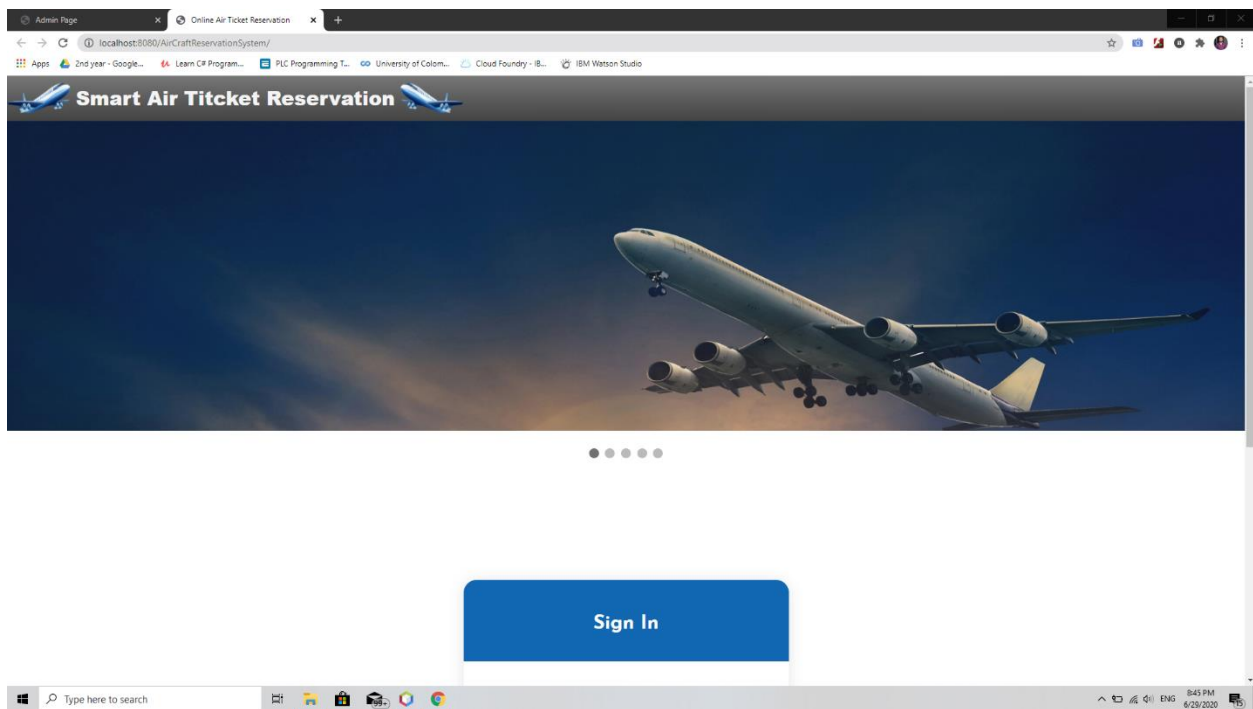 Admin Page
Online Air Ticket Reservation
localhost:8080/AirCraftReservationSystem/
Apps 2nd year - Google... Learn C# Program... PLC Programming T... University of Colom... Cloud Foundry - IB... IBM Watson Studio
Smart Air Titcket Reservation
Sign In
Type here to search
99+
ENG
8:45 PM
6/29/2020
15